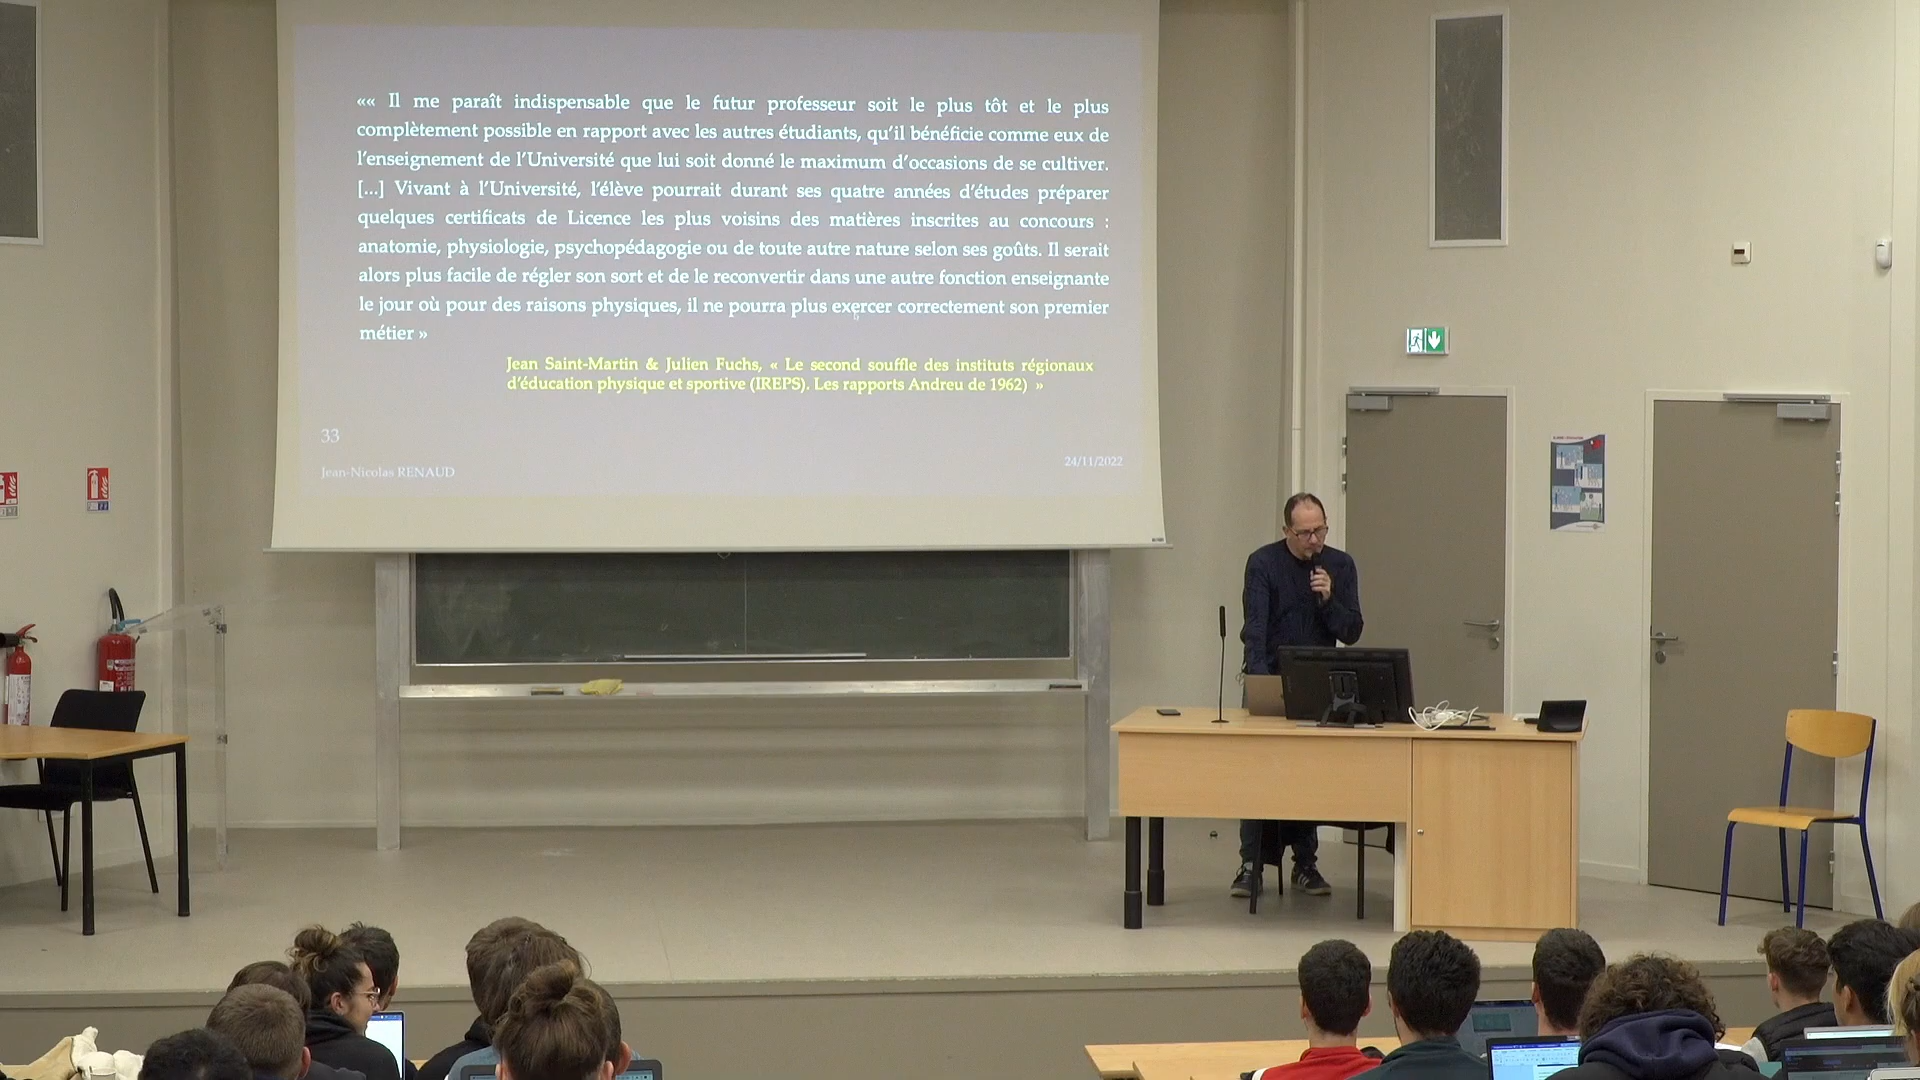 «« Il me paraît indispensable que le futur professeur soit le plus tôt et le plus
complètement possible en rapport avec les autres étudiants, qu'il bénéficie comme eux de
l'enseignement de l'Université que lui soit donné le maximum d'occasions de se cultiver.
[...] Vivant à l'Université, l'élève pourrait durant ses quatre années d'études préparer
quelques certificats de Licence les plus voisins des matières inscrites au concours :
anatomie, physiologie, psychopédagogie ou de toute autre nature selon ses goûts. Il serait
alors plus facile de régler son sort et de le reconvertir dans une autre fonction enseignante
le jour où pour des raisons physiques, il ne pourra plus exercer correctement son premier
métier »
Jean Saint-Martin & Julien Fuchs, « Le second souffle des instituts régionaux
d'éducation physique et sportive (IREPS). Les rapports Andreu de 1962) »
33
Jean-Nicolas RENAUD
24/11/2022